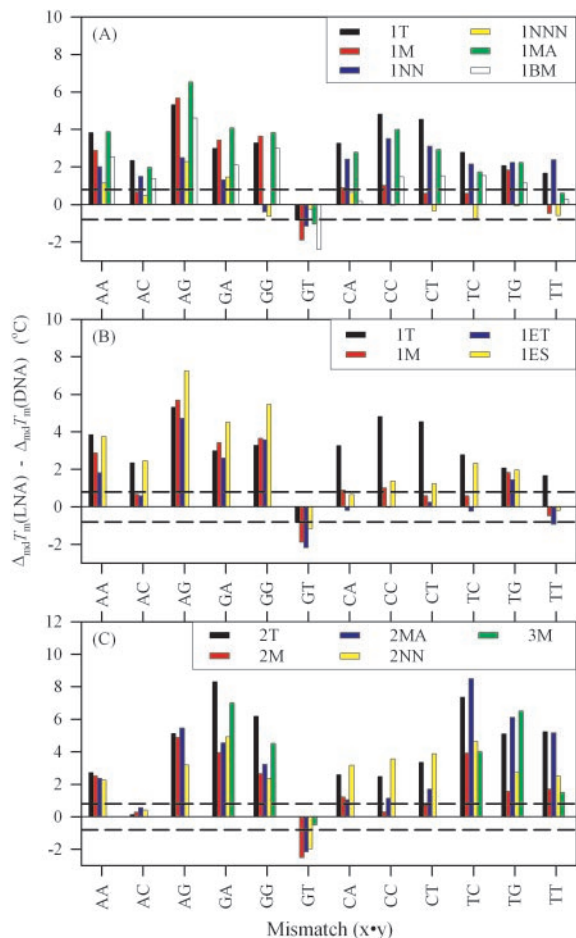 (A)
1T 1NNN
1M 1MA
1NN 1BM
10
8
6
4
2
0
-2
AA AC AG GA GG GT CA CC CT TC TG TT
(B)
1T 1ET
1M 1ES
10
8
6
4
2
0
-2
AA AC AG GA GG GT CA CC CT TC TG TT
(C)
2T 2MA 3M
2M 2NN
12
10
8
6
4
2
0
-2
AA AC AG GA GG GT CA CC CT TC TG TT
Mismatch (x•y)
ΔmdTm(LNA) - ΔmdTm(DNA) (°C)